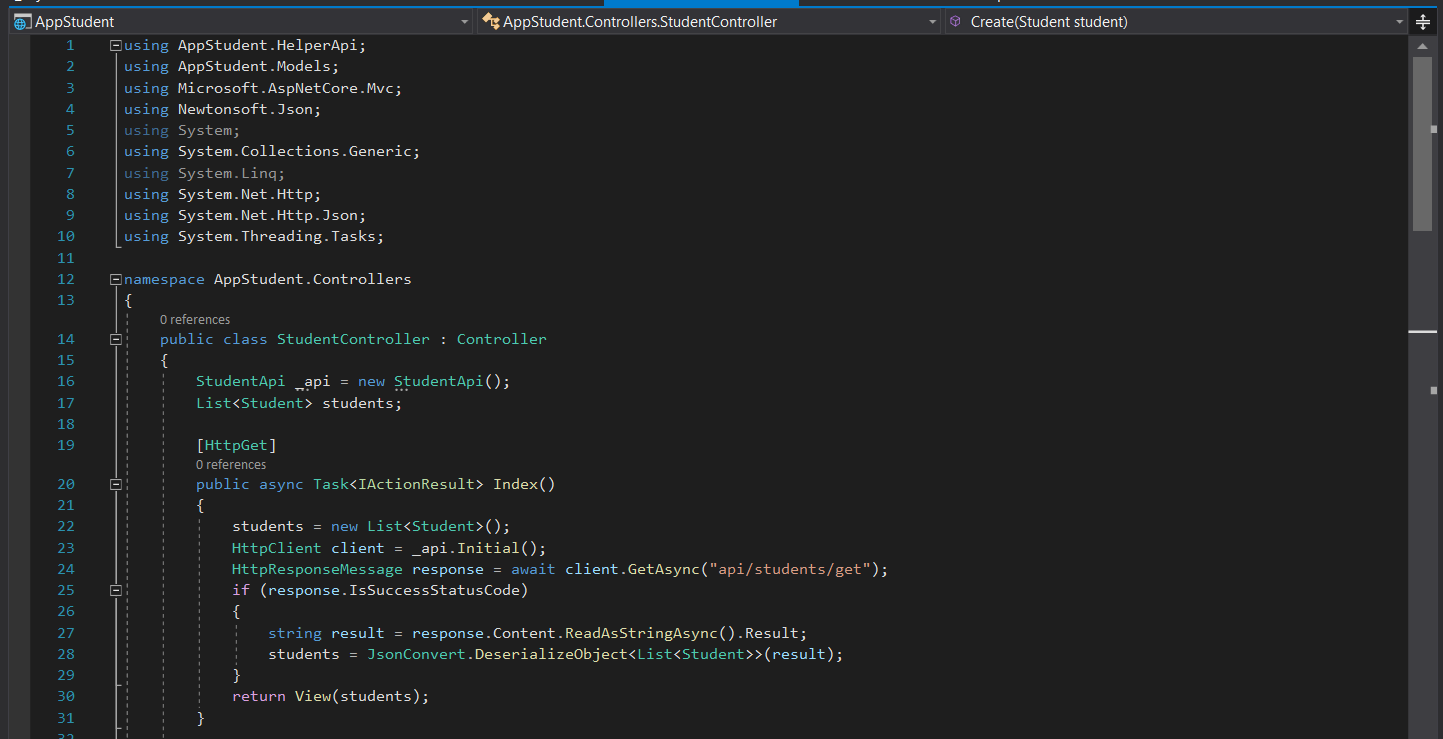 AppStudent AppStudent.Controllers.StudentController Create(Student student)
1 using AppStudent.HelperApi;
2 using AppStudent.Models;
3 using Microsoft.AspNetCore.Mvc;
4 using Newtonsoft.Json;
5 using System;
6 using System.Collections.Generic;
7 using System.Linq;
8 using System.Net.Http;
9 using System.Net.Http.Json;
10 using System.Threading.Tasks;
11
12 namespace AppStudent.Controllers
13 {
0 references
14 public class StudentController : Controller
15 {
16 StudentApi _api = new StudentApi();
17 List<Student> students;
18
19 [HttpGet]
0 references
20 public async Task<IActionResult> Index()
21 {
22 students = new List<Student>();
23 HttpClient client = _api.Initial();
24 HttpResponseMessage response = await client.GetAsync("api/students/get");
25 if (response.IsSuccessStatusCode)
26 {
27 string result = response.Content.ReadAsStringAsync().Result;
28 students = JsonConvert.DeserializeObject<List<Student>>(result);
29 }
30 return View(students);
31 }